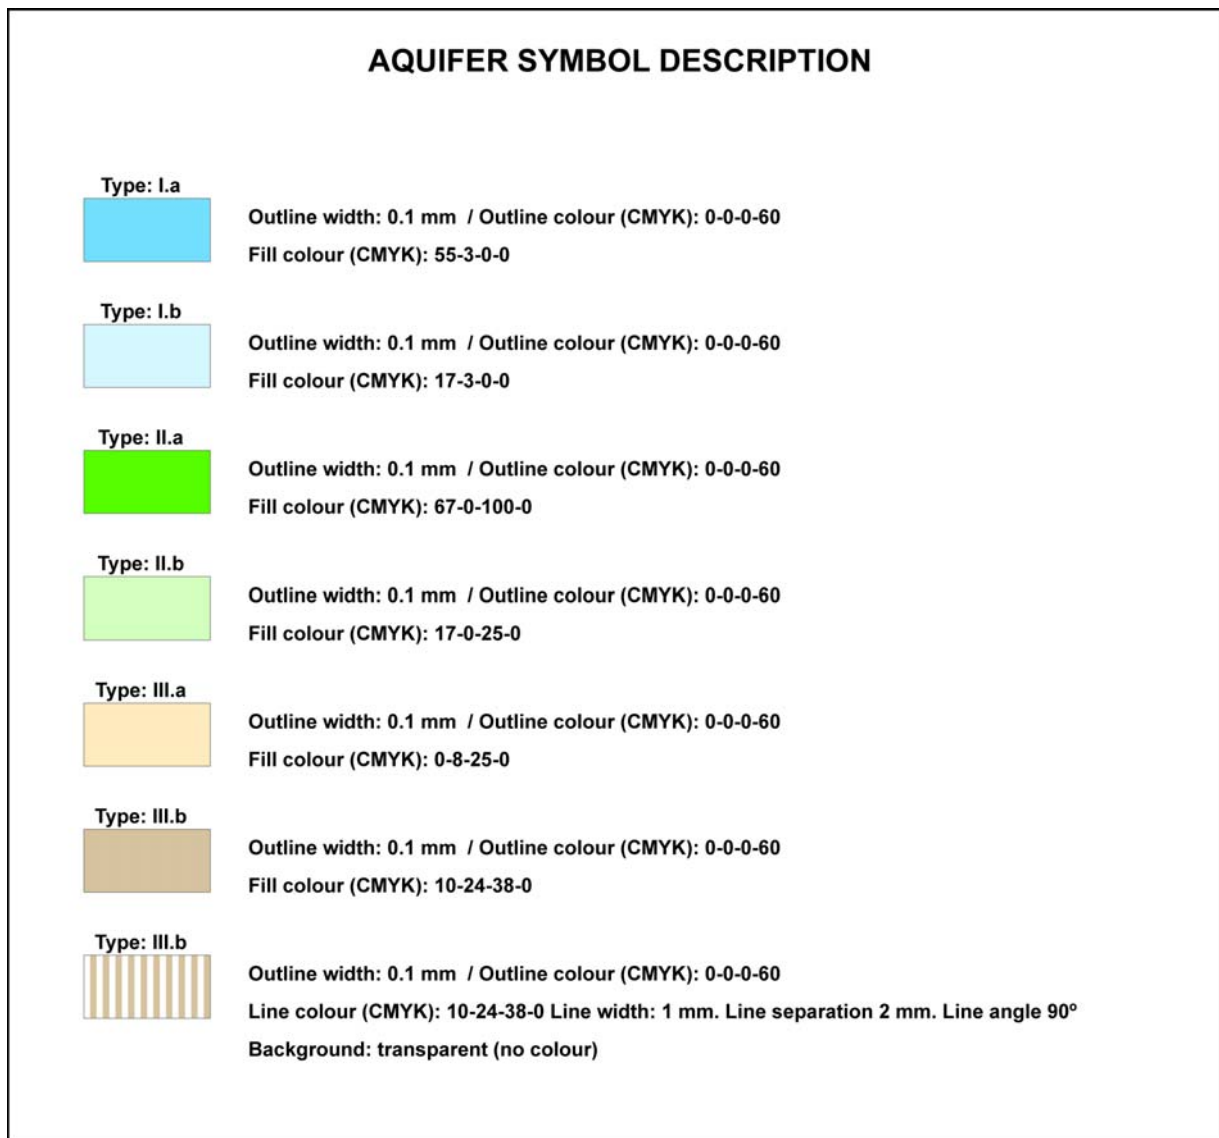 AQUIFER SYMBOL DESCRIPTION
Type: I.a
Outline width: 0.1 mm / Outline colour (CMYK): 0-0-0-60
Fill colour (CMYK): 55-3-0-0
Type: I.b
Outline width: 0.1 mm / Outline colour (CMYK): 0-0-0-60
Fill colour (CMYK): 17-3-0-0
Type: II.a
Outline width: 0.1 mm / Outline colour (CMYK): 0-0-0-60
Fill colour (CMYK): 67-0-100-0
Type: II.b
Outline width: 0.1 mm / Outline colour (CMYK): 0-0-0-60
Fill colour (CMYK): 17-0-25-0
Type: III.a
Outline width: 0.1 mm / Outline colour (CMYK): 0-0-0-60
Fill colour (CMYK): 0-8-25-0
Type: III.b
Outline width: 0.1 mm / Outline colour (CMYK): 0-0-0-60
Fill colour (CMYK): 10-24-38-0
Type: III.b
Outline width: 0.1 mm / Outline colour (CMYK): 0-0-0-60
Line colour (CMYK): 10-24-38-0 Line width: 1 mm. Line separation 2 mm. Line angle 90º
Background: transparent (no colour)